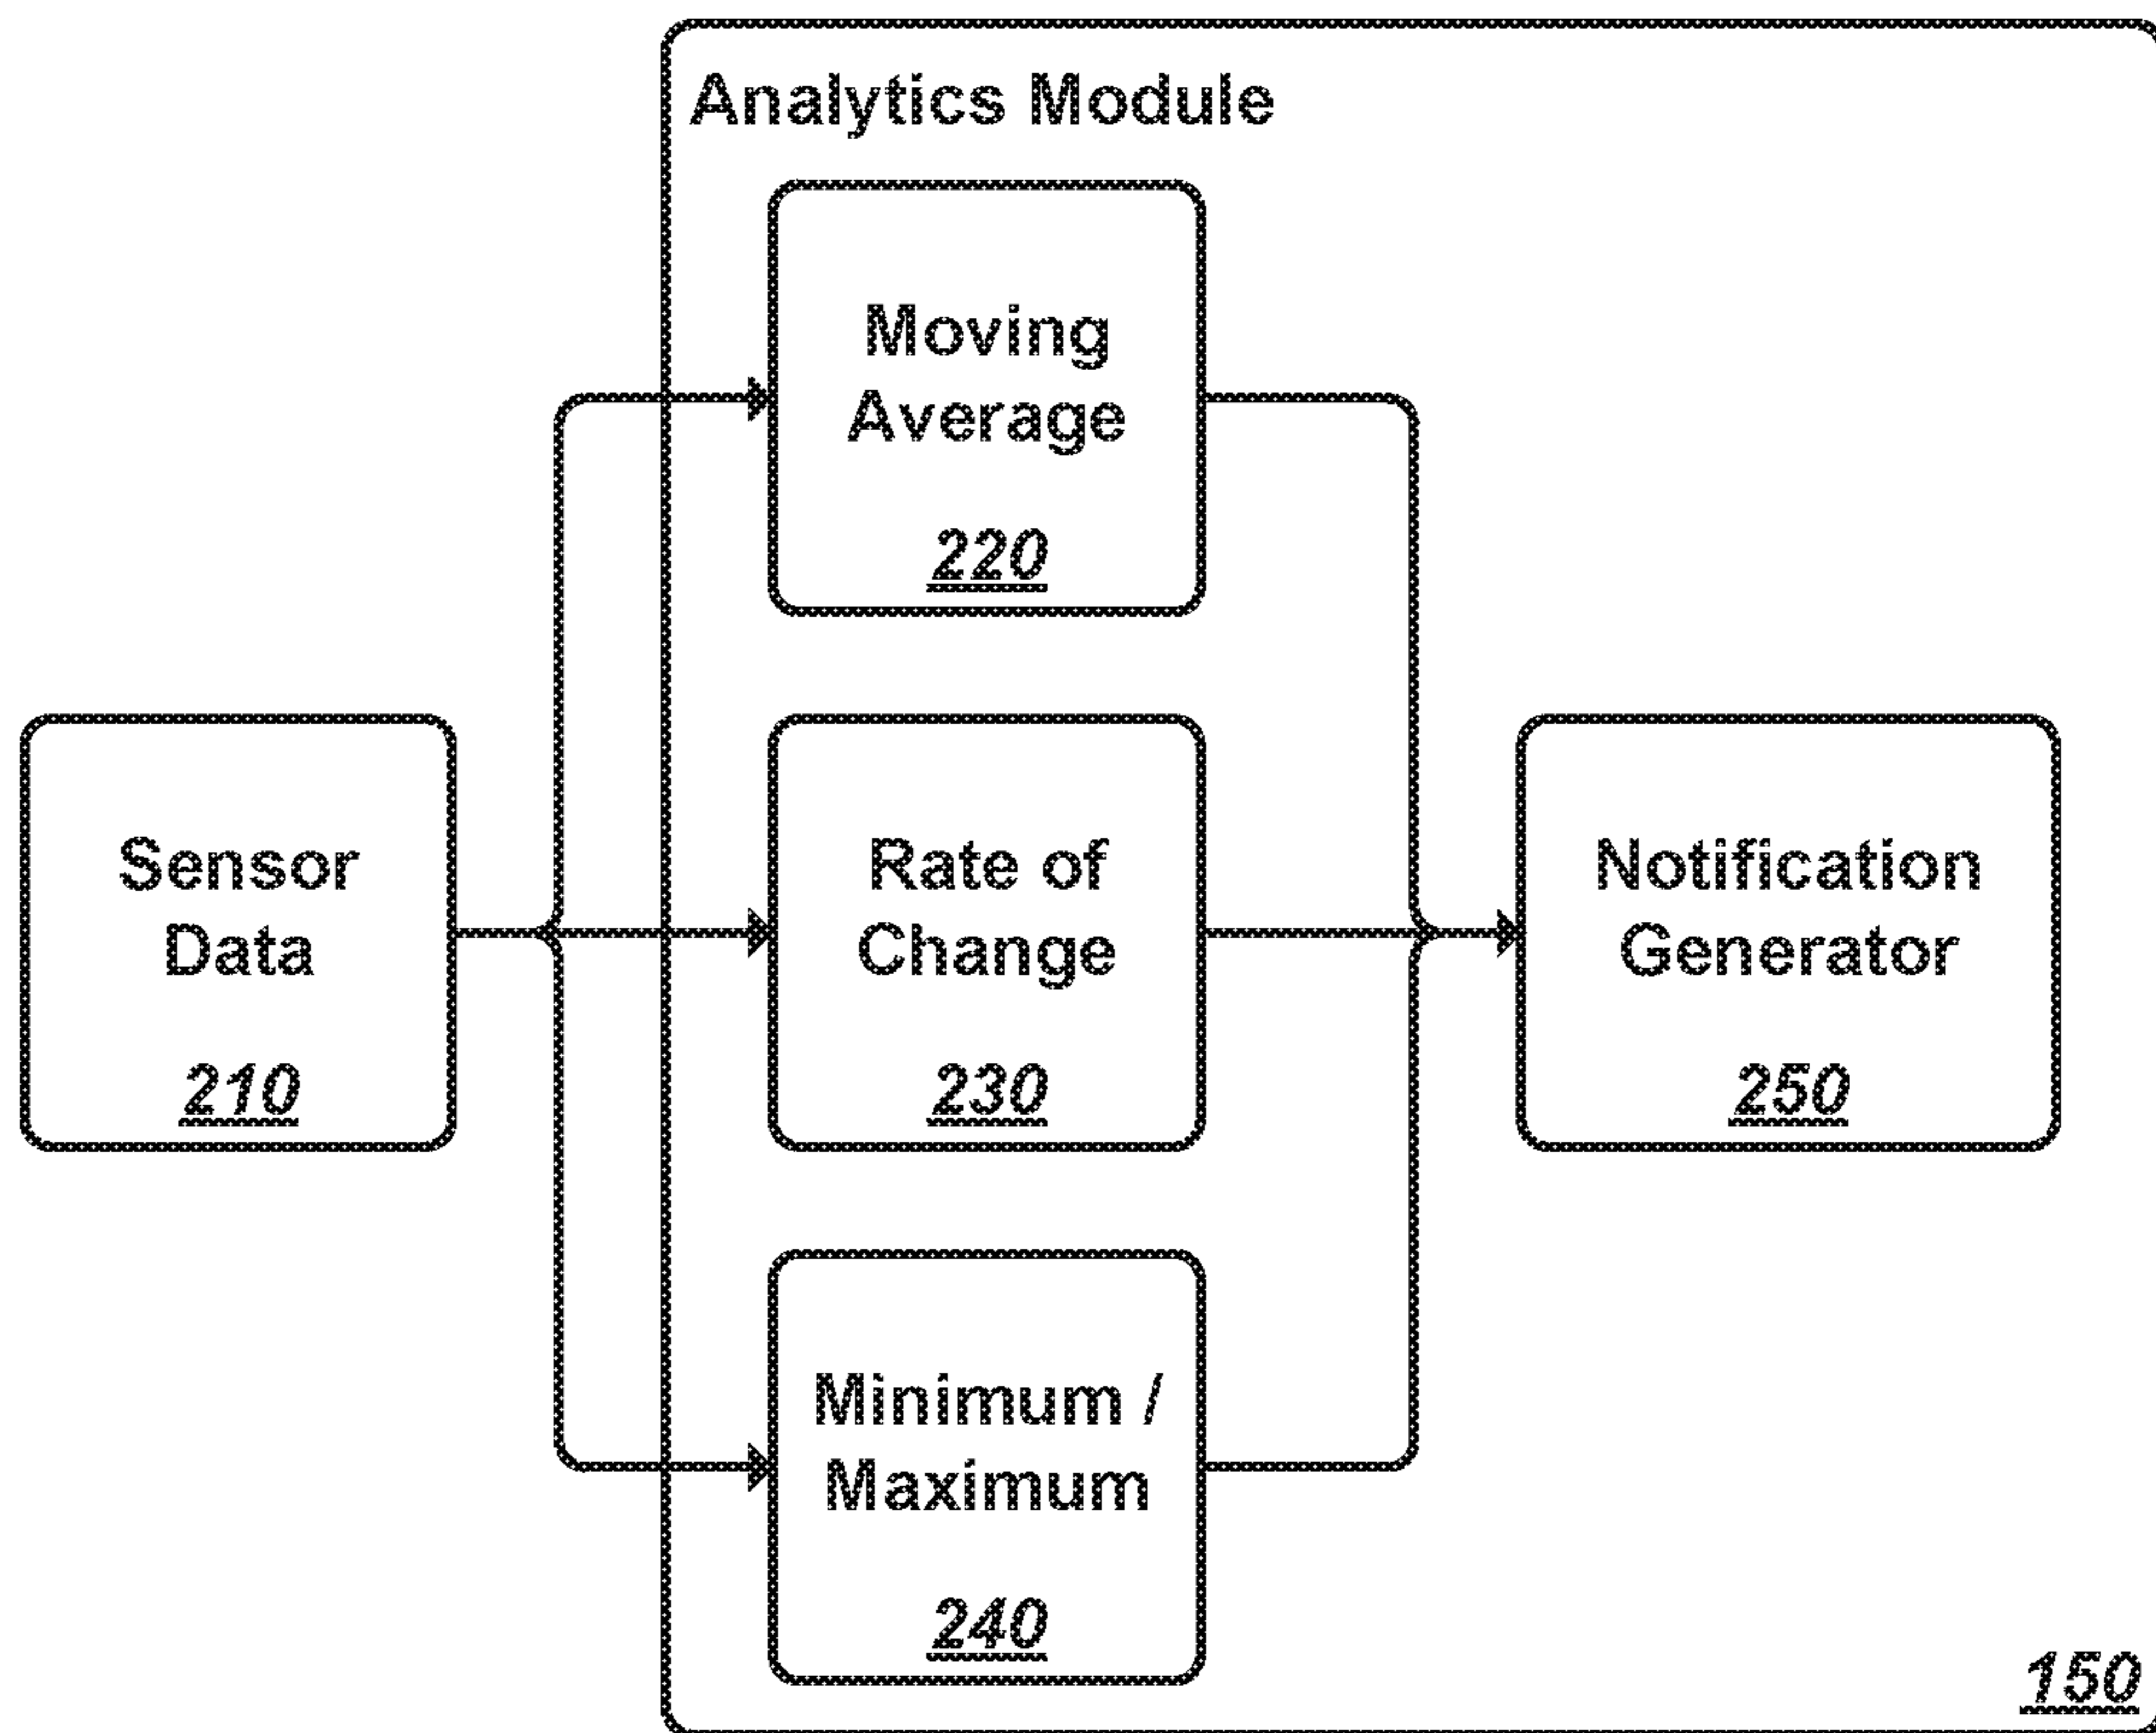 Analytics Module
Moving
Average
220
Sensor
Data
210
Rate of
Change
230
Notification
Generator
250
Minimum /
Maximum
240
150